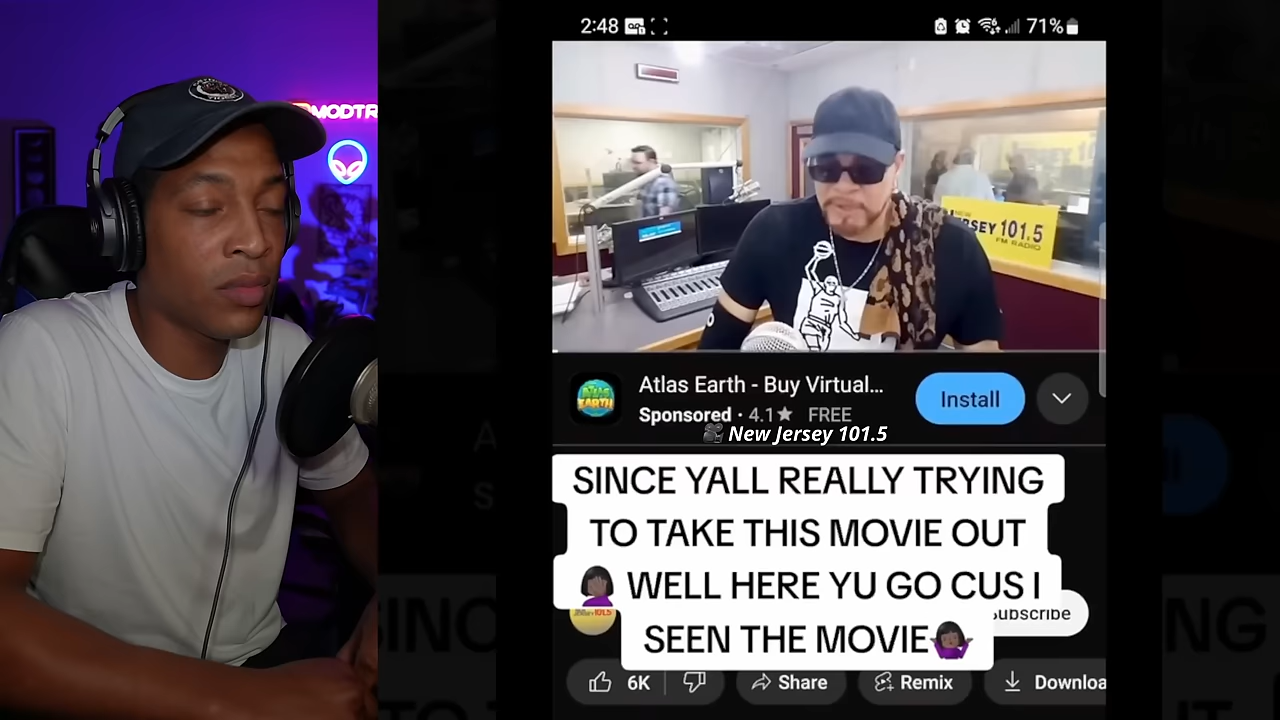 2:48
71%
MODTR
JERSEY 101.5
FM RADIO
Atlas Earth - Buy Virtual...
Install
Sponsored • 4.1★ FREE
🎥 New Jersey 101.5
SINCE YALL REALLY TRYING
TO TAKE THIS MOVIE OUT
🤦🏿‍♀️ WELL HERE YU GO CUS I
SEEN THE MOVIE🤷🏿‍♀️
Subscribe
6K
Share
Remix
Downloa